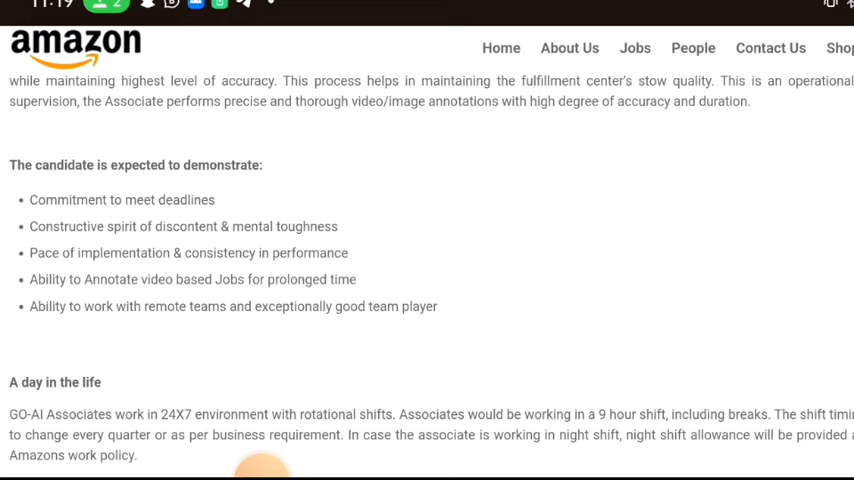 11:19
2
amazon
Home About Us Jobs People Contact Us Shop
while maintaining highest level of accuracy. This process helps in maintaining the fulfillment center's stow quality. This is an operational
supervision, the Associate performs precise and thorough video/image annotations with high degree of accuracy and duration.
The candidate is expected to demonstrate:
• Commitment to meet deadlines
• Constructive spirit of discontent & mental toughness
• Pace of implementation & consistency in performance
• Ability to Annotate video based Jobs for prolonged time
• Ability to work with remote teams and exceptionally good team player
A day in the life
GO-AI Associates work in 24X7 environment with rotational shifts. Associates would be working in a 9 hour shift, including breaks. The shift timin
to change every quarter or as per business requirement. In case the associate is working in night shift, night shift allowance will be provided a
Amazons work policy.